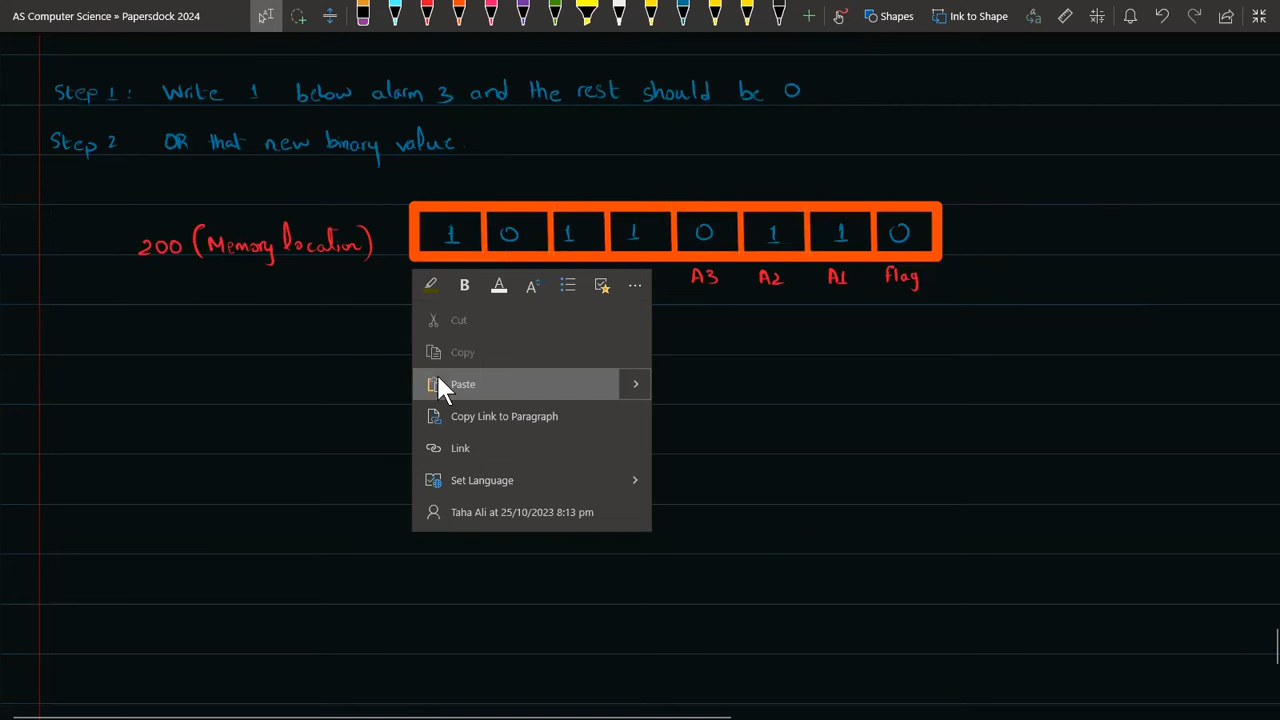 AS Computer Science » Papersdock 2024
Shapes
Ink to Shape
Step 1: Write 1 below alarm 3 and the rest should be 0
Step 2 OR that new binary value.
200 (Memory location) 1 0 1 1 0 1 1 0
A3 A2 A1 flag
Cut
Copy
Paste
Copy Link to Paragraph
Link
Set Language
Taha Ali at 25/10/2023 8:13 pm